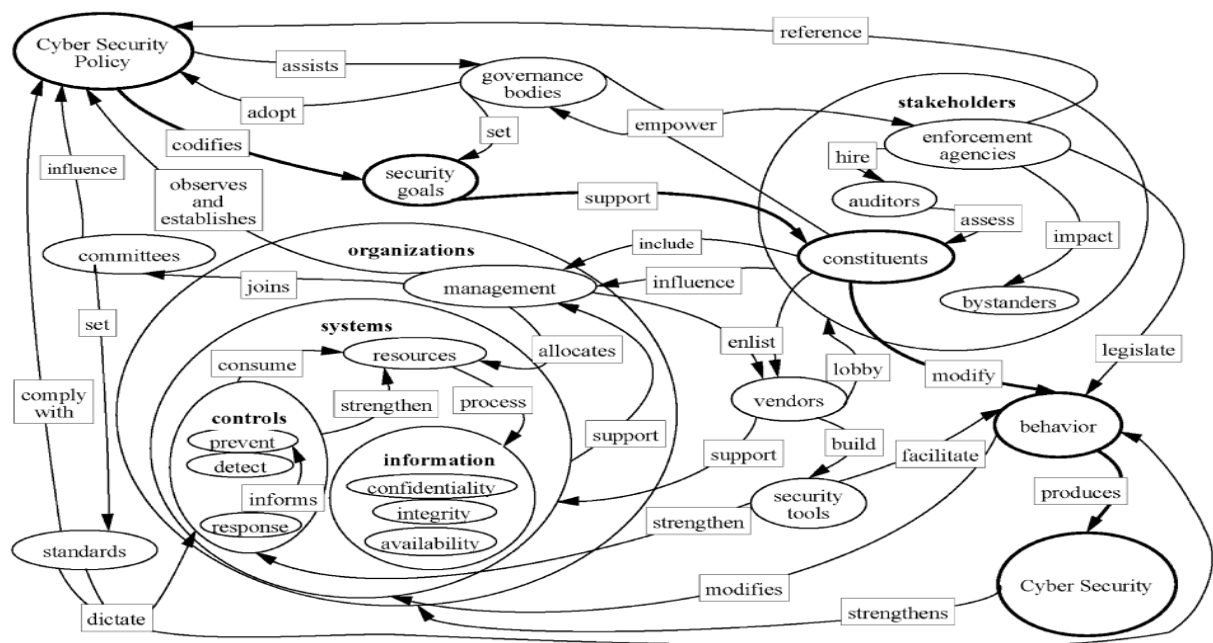 reference
Cyber Security
Policy
assists
governance
bodies
adopt
stakeholders
empower
enforcement
agencies
set
codifies
hire
influence
observes
and
establishes
security
goals
support
auditors
assess
impact
committees
organizations
include
constituents
joins
management
influence
bystanders
set
systems
resources
allocates
enlist
lobby
legislate
consume
comply
with
strengthen
process
vendors
modify
controls
prevent
detect
support
support
build
facilitate
behavior
information
confidentiality
informs
integrity
security
tools
produces
response
availability
strengthen
standards
modifies
Cyber Security
dictate
strengthens